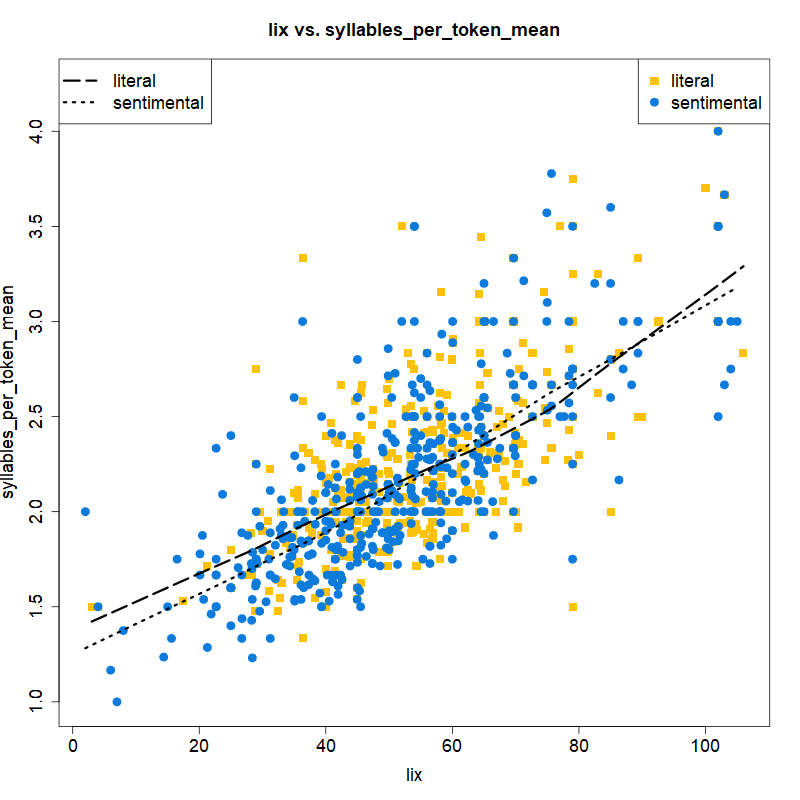 lix vs. syllables_per_token_mean
literal
sentimental
literal
sentimental
syllables_per_token_mean
4.0
3.5
3.0
2.5
2.0
1.5
1.0
0 20 40 60 80 100
lix